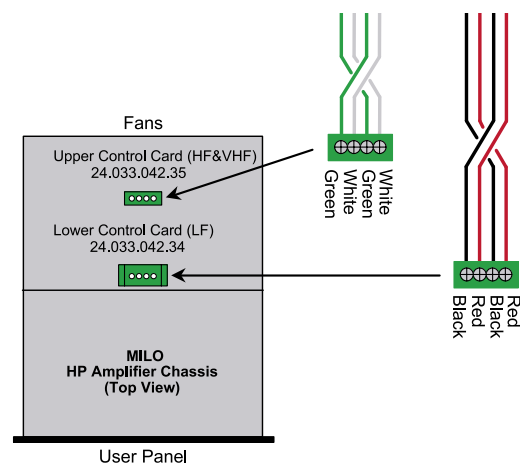 Fans
Upper Control Card (HF&VHF)
24.033.042.35
Lower Control Card (LF)
24.033.042.34
MILO
HP Amplifier Chassis
(Top View)
User Panel
Green
White
Green
White
Black
Red
Black
Red